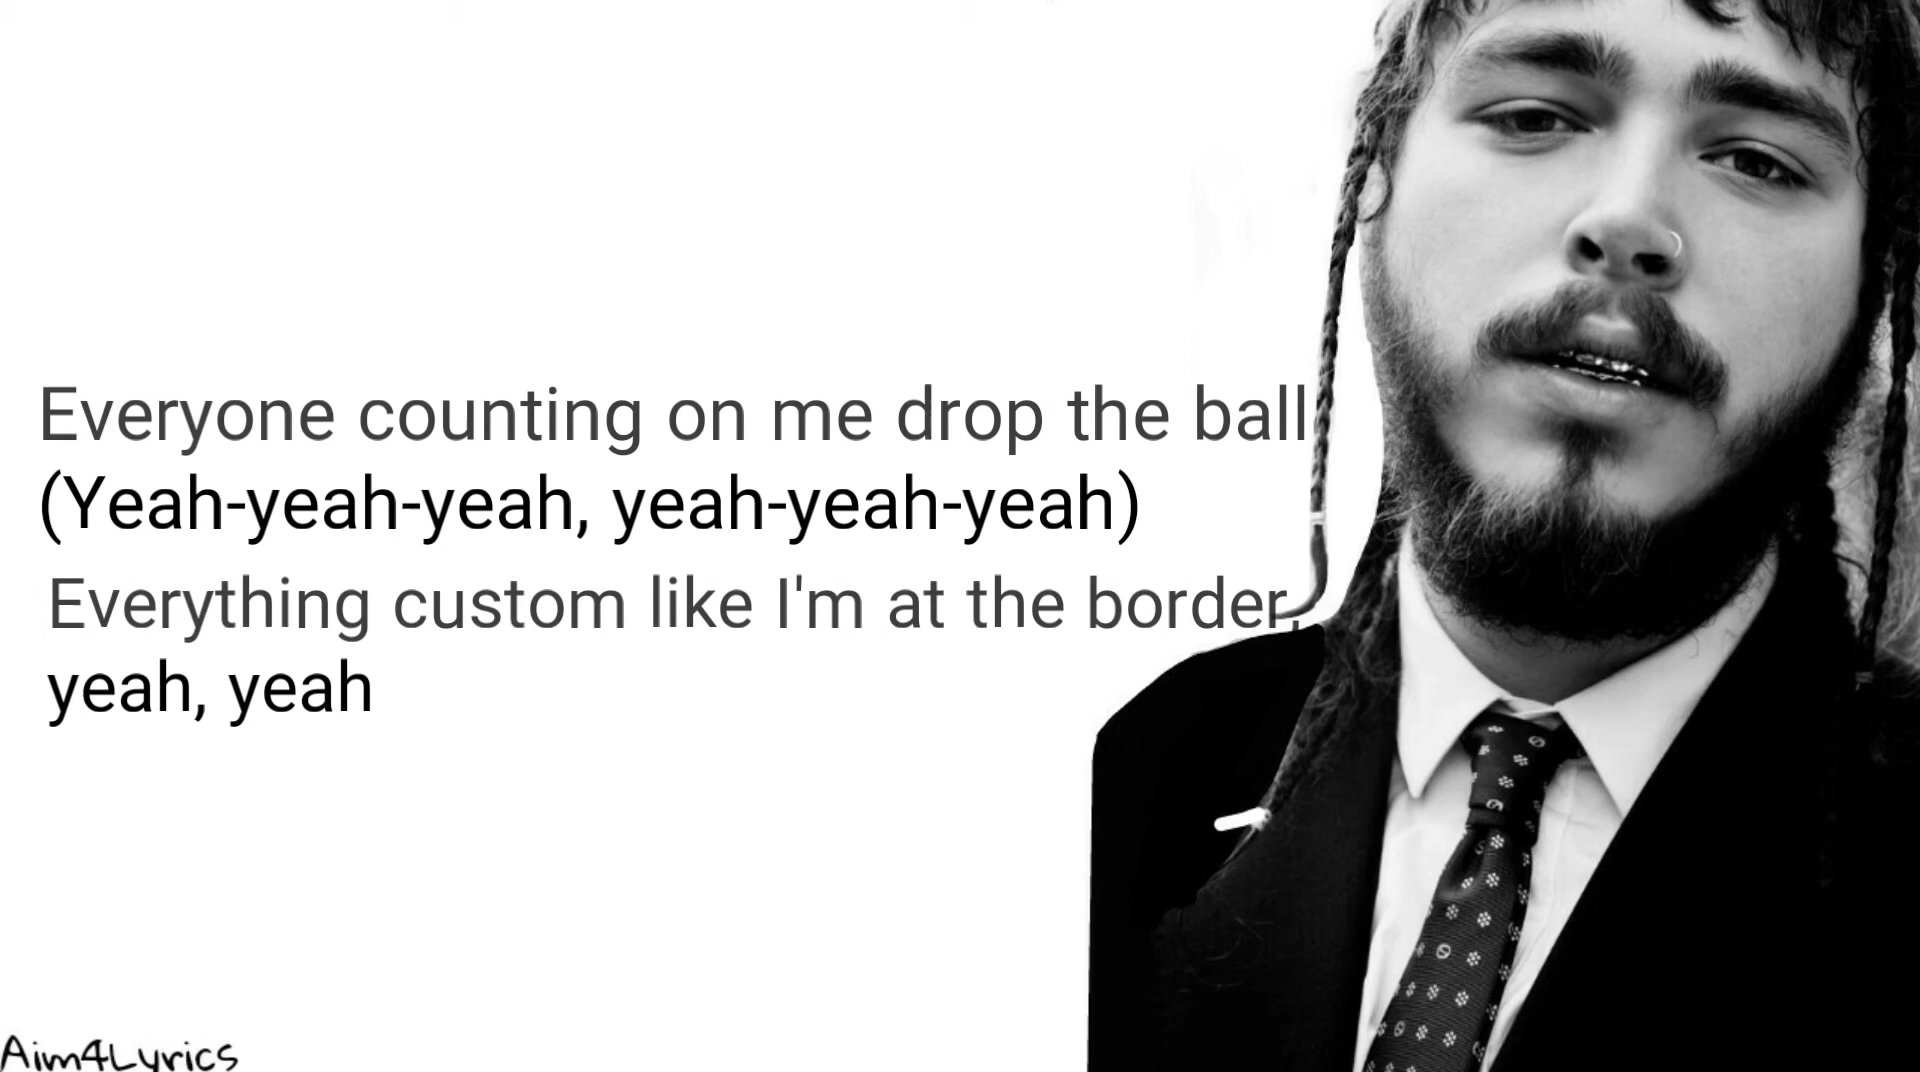 Everyone counting on me drop the ball
(Yeah-yeah-yeah, yeah-yeah-yeah)
Everything custom like I'm at the border,
yeah, yeah
Aim4Lyrics